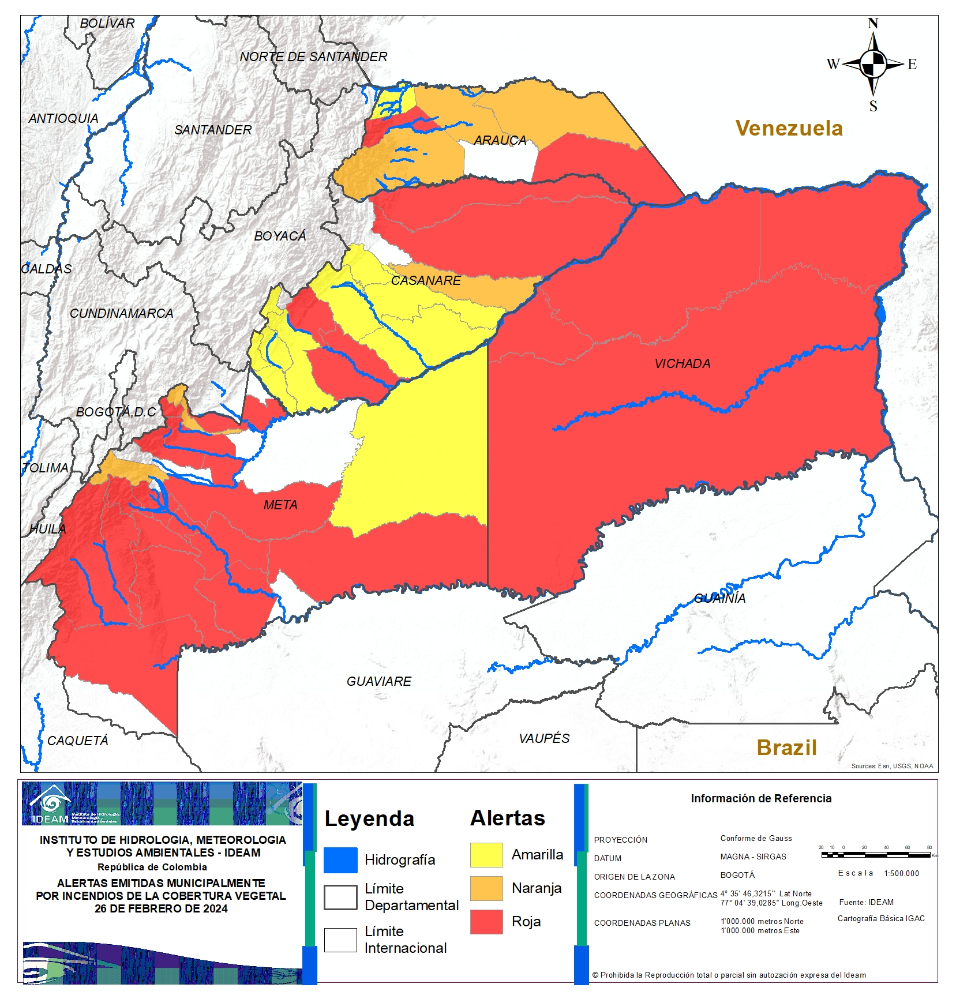 BOLÍVAR
NORTE DE SANTANDER
ANTIOQUIA
SANTANDER
ARAUCA
N
W
E
S
Venezuela
BOYACÁ
CALDAS
CASANARE
CUNDINAMARCA
VICHADA
BOGOTÁ,D.C
TOLIMA
META
HUILA
GUAINÍA
GUAVIARE
CAQUETÁ
VAUPÉS
Brazil
Sources: Esri, USGS, NOAA
IDEAM
Instituto de Hidrología,
Meteorología y
Estudios Ambientales
INSTITUTO DE HIDROLOGIA, METEOROLOGIA
Y ESTUDIOS AMBIENTALES - IDEAM
República de Colombia
ALERTAS EMITIDAS MUNICIPALMENTE
POR INCENDIOS DE LA COBERTURA VEGETAL
26 DE FEBRERO DE 2024
Leyenda
Hidrografía
Límite
Departamental
Límite
Internacional
Alertas
Amarilla
Naranja
Roja
Información de Referencia
PROYECCIÓN Conforme de Gauss
DATUM MAGNA - SIRGAS
ORIGEN DE LA ZONA BOGOTÁ
COORDENADAS GEOGRÁFICAS 4° 35' 46,3215" Lat.Norte
77° 04' 39,0285" Long.Oeste
COORDENADAS PLANAS 1'000.000 metros Norte
1'000.000 metros Este
20 10 0 20 40 60 80
Km
Escala 1:500.000
Fuente: IDEAM
Cartografía Básica IGAC
© Prohibida la Reproducción total o parcial sin autozación expresa del Ideam